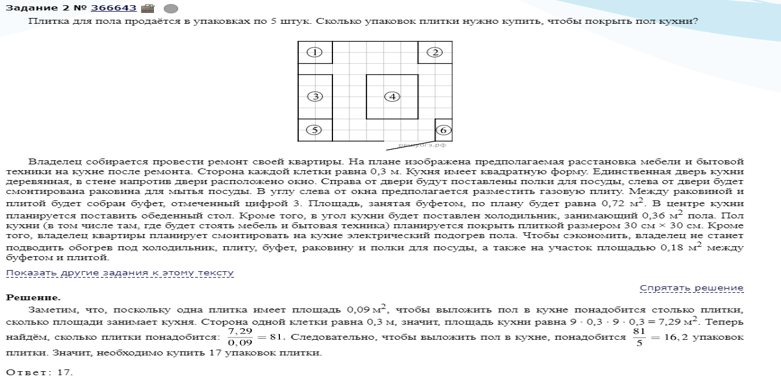 Задание 2 № 366643
Плитка для пола продаётся в упаковках по 5 штук. Сколько упаковок плитки нужно купить, чтобы покрыть пол кухни?
1
2
3
4
5
6
Владелец собирается провести ремонт своей квартиры. На плане изображена предполагаемая расстановка мебели и бытовой
техники на кухне после ремонта. Сторона каждой клетки равна 0,3 м. Кухня имеет квадратную форму. Единственная дверь кухни
деревянная, в стене напротив двери расположено окно. Справа от двери будут поставлены полки для посуды, слева от двери будет
смонтирована раковина для мытья посуды. В углу слева от окна предполагается разместить газовую плиту. Между раковиной и
плитой будет собран буфет, отмеченный цифрой 3. Площадь, занятая буфетом, по плану будет равна 0,72 м². В центре кухни
планируется поставить обеденный стол. Кроме того, в угол кухни будет поставлен холодильник, занимающий 0,36 м² пола. Пол
кухни (в том числе там, где будет стоять мебель и бытовая техника) планируется покрыть плиткой размером 30 см × 30 см. Кроме
того, владелец квартиры планирует смонтировать на кухне электрический подогрев пола. Чтобы сэкономить, владелец не станет
подводить обогрев под холодильник, плиту, буфет, раковину и полки для посуды, а также на участок площадью 0,18 м² между
буфетом и плитой.
Показать другие задания к этому тексту
Спрятать решение
Решение.
Заметим, что, поскольку одна плитка имеет площадь 0,09 м², чтобы выложить пол в кухни понадобится столько плитки,
сколько площади занимает кухня. Сторона одной клетки равна 0,3 м, значит, площадь кухни равна 9 · 0,3 · 9 · 0,3 = 7,29 м². Теперь
найдём, сколько плитки понадобится: 7,29/0,09 = 81. Следовательно, чтобы выложить пол в кухне, понадобится 81/5 = 16,2 упаковок
плитки. Значит, необходимо купить 17 упаковок плитки.
Ответ: 17.